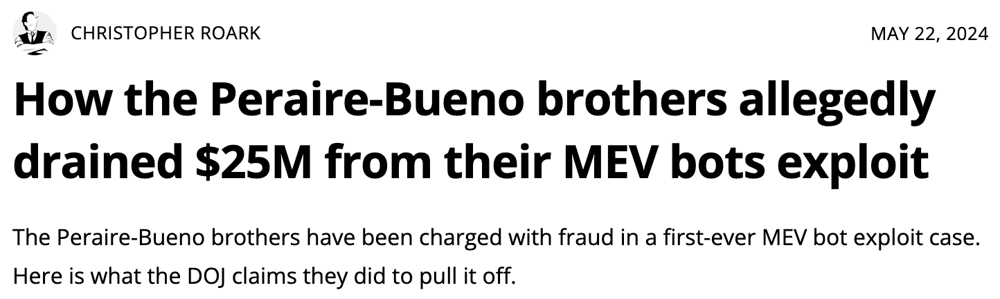 CHRISTOPHER ROARK
MAY 22, 2024
How the Peraire-Bueno brothers allegedly
drained $25M from their MEV bots exploit
The Peraire-Bueno brothers have been charged with fraud in a first-ever MEV bot exploit case.
Here is what the DOJ claims they did to pull it off.